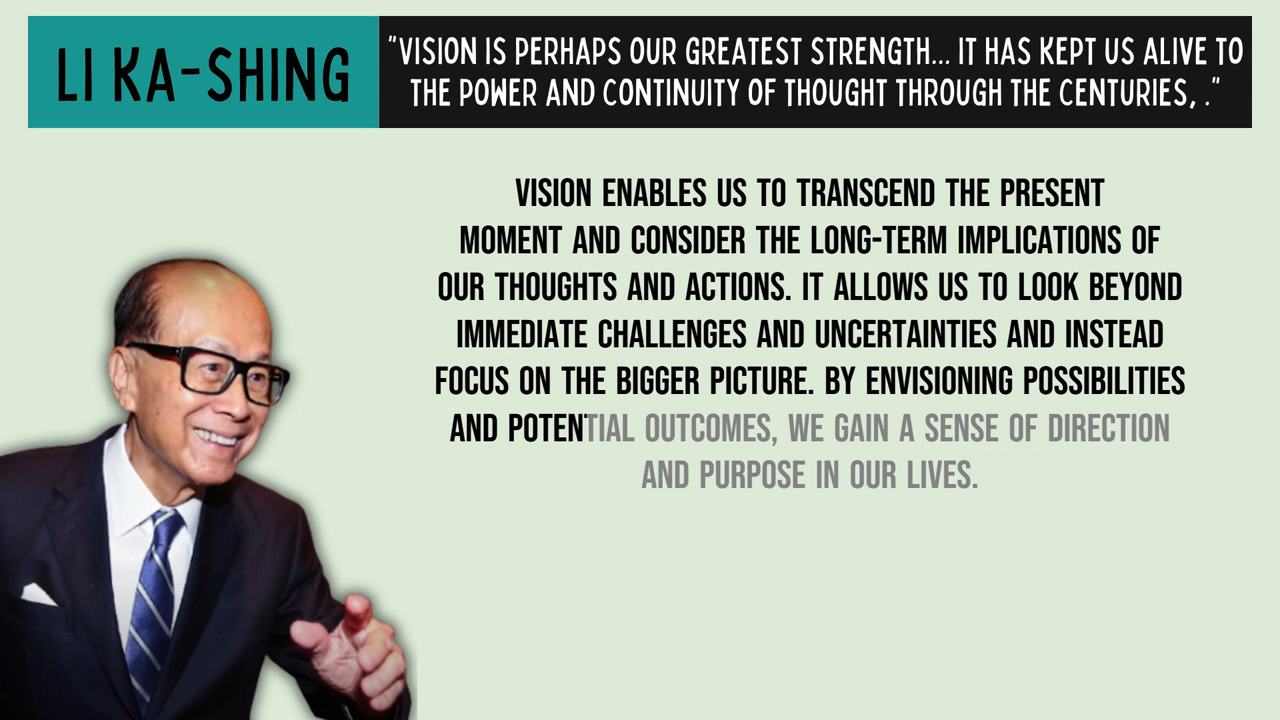 LI KA-SHING
"VISION IS PERHAPS OUR GREATEST STRENGTH... IT HAS KEPT US ALIVE TO
THE POWER AND CONTINUITY OF THOUGHT THROUGH THE CENTURIES, ."
VISION ENABLES US TO TRANSCEND THE PRESENT
MOMENT AND CONSIDER THE LONG-TERM IMPLICATIONS OF
OUR THOUGHTS AND ACTIONS. IT ALLOWS US TO LOOK BEYOND
IMMEDIATE CHALLENGES AND UNCERTAINTIES AND INSTEAD
FOCUS ON THE BIGGER PICTURE. BY ENVISIONING POSSIBILITIES
AND POTENTIAL OUTCOMES, WE GAIN A SENSE OF DIRECTION
AND PURPOSE IN OUR LIVES.